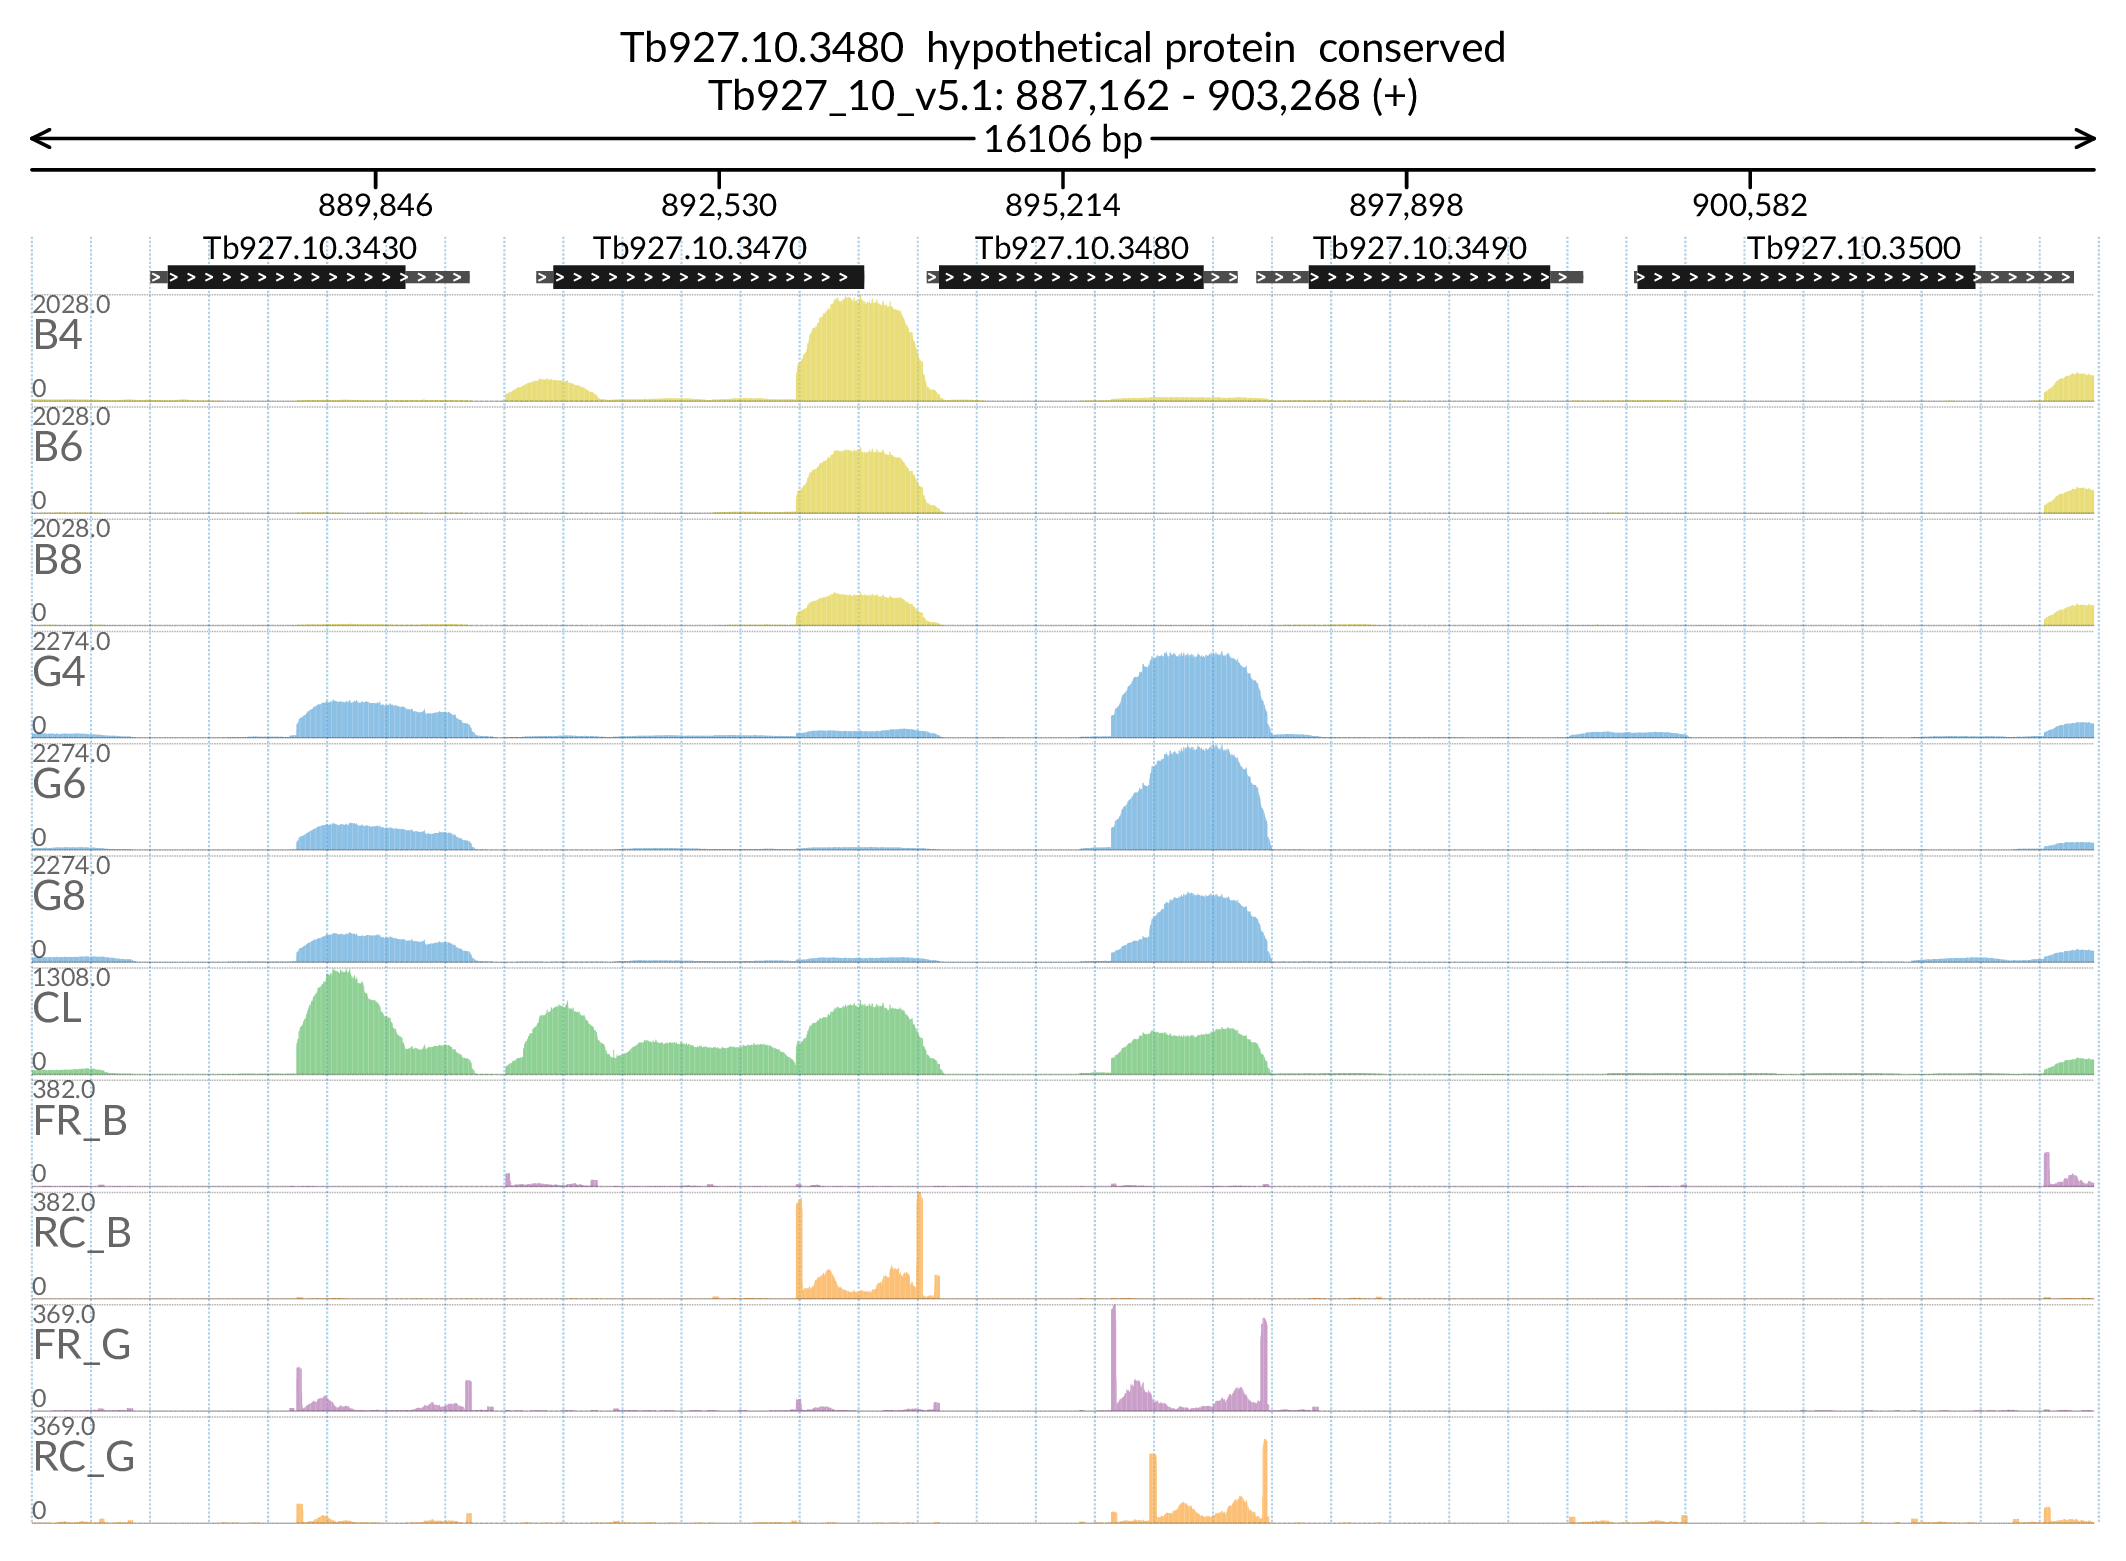 Tb927.10.3480 hypothetical protein conserved
Tb927_10_v5.1: 887,162 - 903,268 (+)
16106 bp
889,846 892,530 895,214 897,898 900,582
Tb927.10.3430 Tb927.10.3470 Tb927.10.3480 Tb927.10.3490 Tb927.10.3500
2028.0
B4
0
2028.0
B6
0
2028.0
B8
0
2274.0
G4
0
2274.0
G6
0
2274.0
G8
0
1308.0
CL
0
382.0
FR_B
0
382.0
RC_B
0
369.0
FR_G
0
369.0
RC_G
0